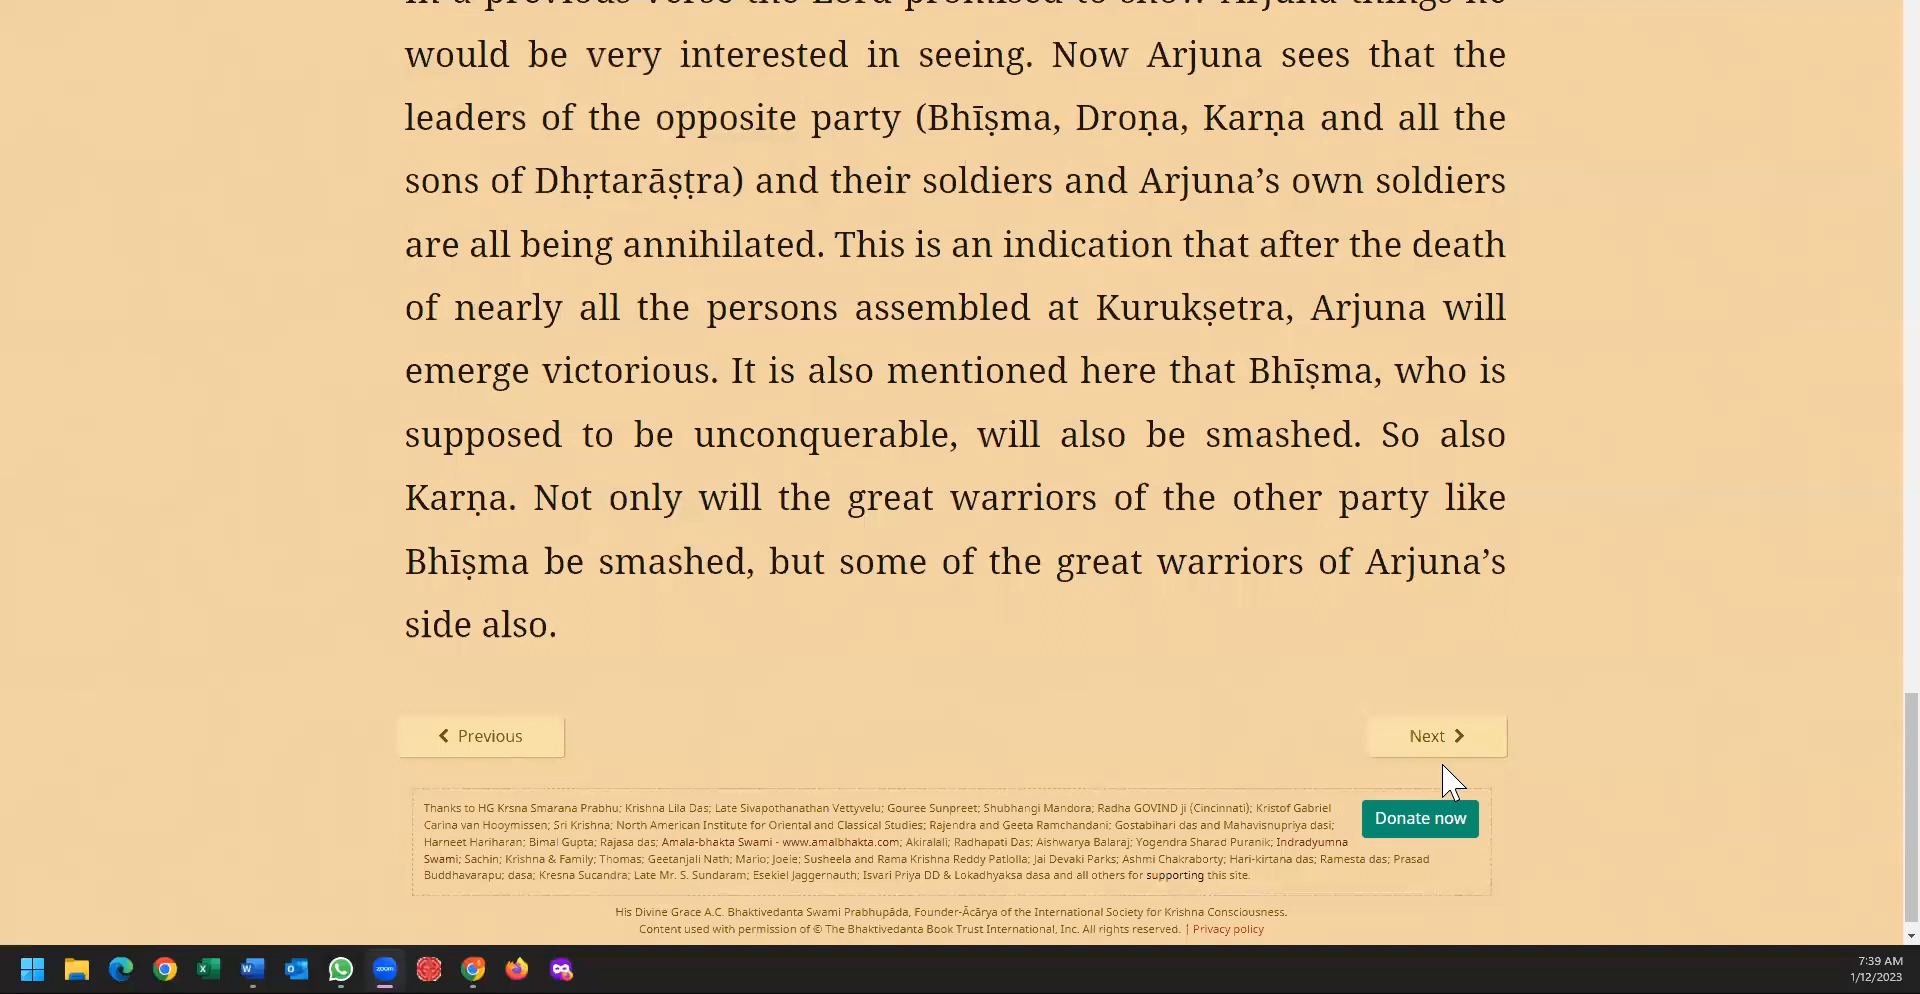 In a previous verse the Lord promised to show Arjuna things he
would be very interested in seeing. Now Arjuna sees that the
leaders of the opposite party (Bhīṣma, Droṇa, Karṇa and all the
sons of Dhṛtarāṣṭra) and their soldiers and Arjuna’s own soldiers
are all being annihilated. This is an indication that after the death
of nearly all the persons assembled at Kurukṣetra, Arjuna will
emerge victorious. It is also mentioned here that Bhīṣma, who is
supposed to be unconquerable, will also be smashed. So also
Karṇa. Not only will the great warriors of the other party like
Bhīṣma be smashed, but some of the great warriors of Arjuna’s
side also.
Previous
Next
Thanks to HG Krsna Smarana Prabhu; Krishna Lila Das; Late Sivapothanathan Vettyvelu; Gouree Sunpreet; Shubhangi Mandora; Radha GOVIND ji (Cincinnati); Kristof Gabriel
Carina van Hooymissen; Sri Krishna; North American Institute for Oriental and Classical Studies; Rajendra and Geeta Ramchandani; Gostabihari das and Mahavisnupriya dasi;
Harneet Hariharan; Bimal Gupta; Rajasa das; Amala-bhakta Swami - www.amalbhakta.com; Akiralali; Radhapati Das; Aishwarya Balaraj; Yogendra Sharad Puranik; Indradyumna
Swami; Sachin; Krishna & Family; Thomas; Geetanjali Nath; Mario; Joeie; Susheela and Rama Krishna Reddy Patlolla; Jai Devaki Parks; Ashmi Chakraborty; Hari-kirtana das; Ramesta das; Prasad
Buddhavarapu; dasa; Kresna Sucandra; Late Mr. S. Sundaram; Esekiel Jaggernauth; Isvari Priya DD & Lokadhyaksa dasa and all others for supporting this site.
Donate now
His Divine Grace A.C. Bhaktivedanta Swami Prabhupāda, Founder-Ācārya of the International Society for Krishna Consciousness.
Content used with permission of © The Bhaktivedanta Book Trust International, Inc. All rights reserved. | Privacy policy
zoom
7:39 AM
1/12/2023